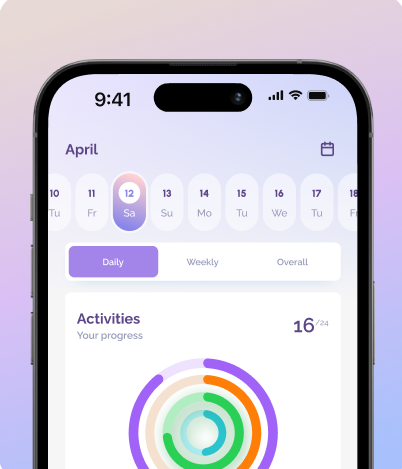 9:41
April
10 11 12 13 14 15 16 17 18
Tu Fr Sa Su Mo Tu We Tu Fr
Daily Weekly Overall
Activities
16/24
Your progress